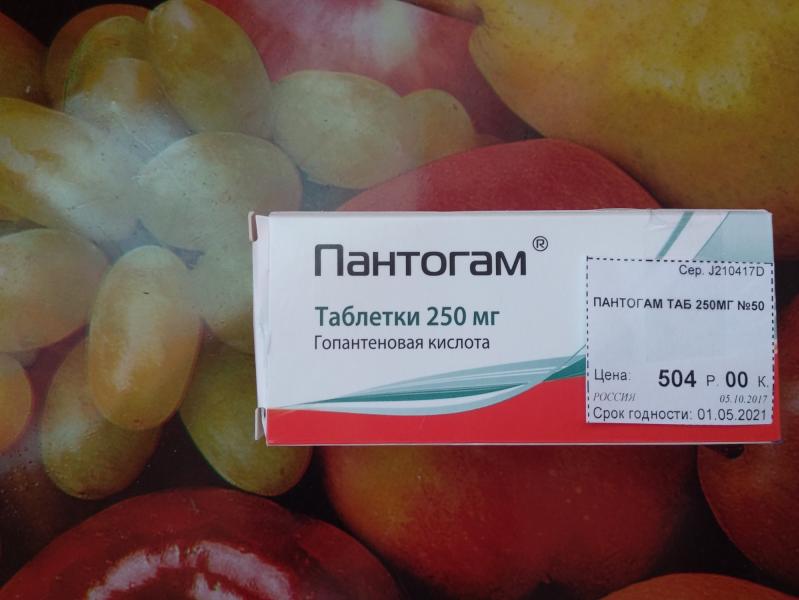 Пантогам®
Таблетки 250 мг
Гопантеновая кислота
Сер. J210417D
ПАНТОГАМ ТАБ 250МГ №50
Цена: 504 Р. 00 К.
РОССИЯ 05.10.2017
Срок годности: 01.05.2021